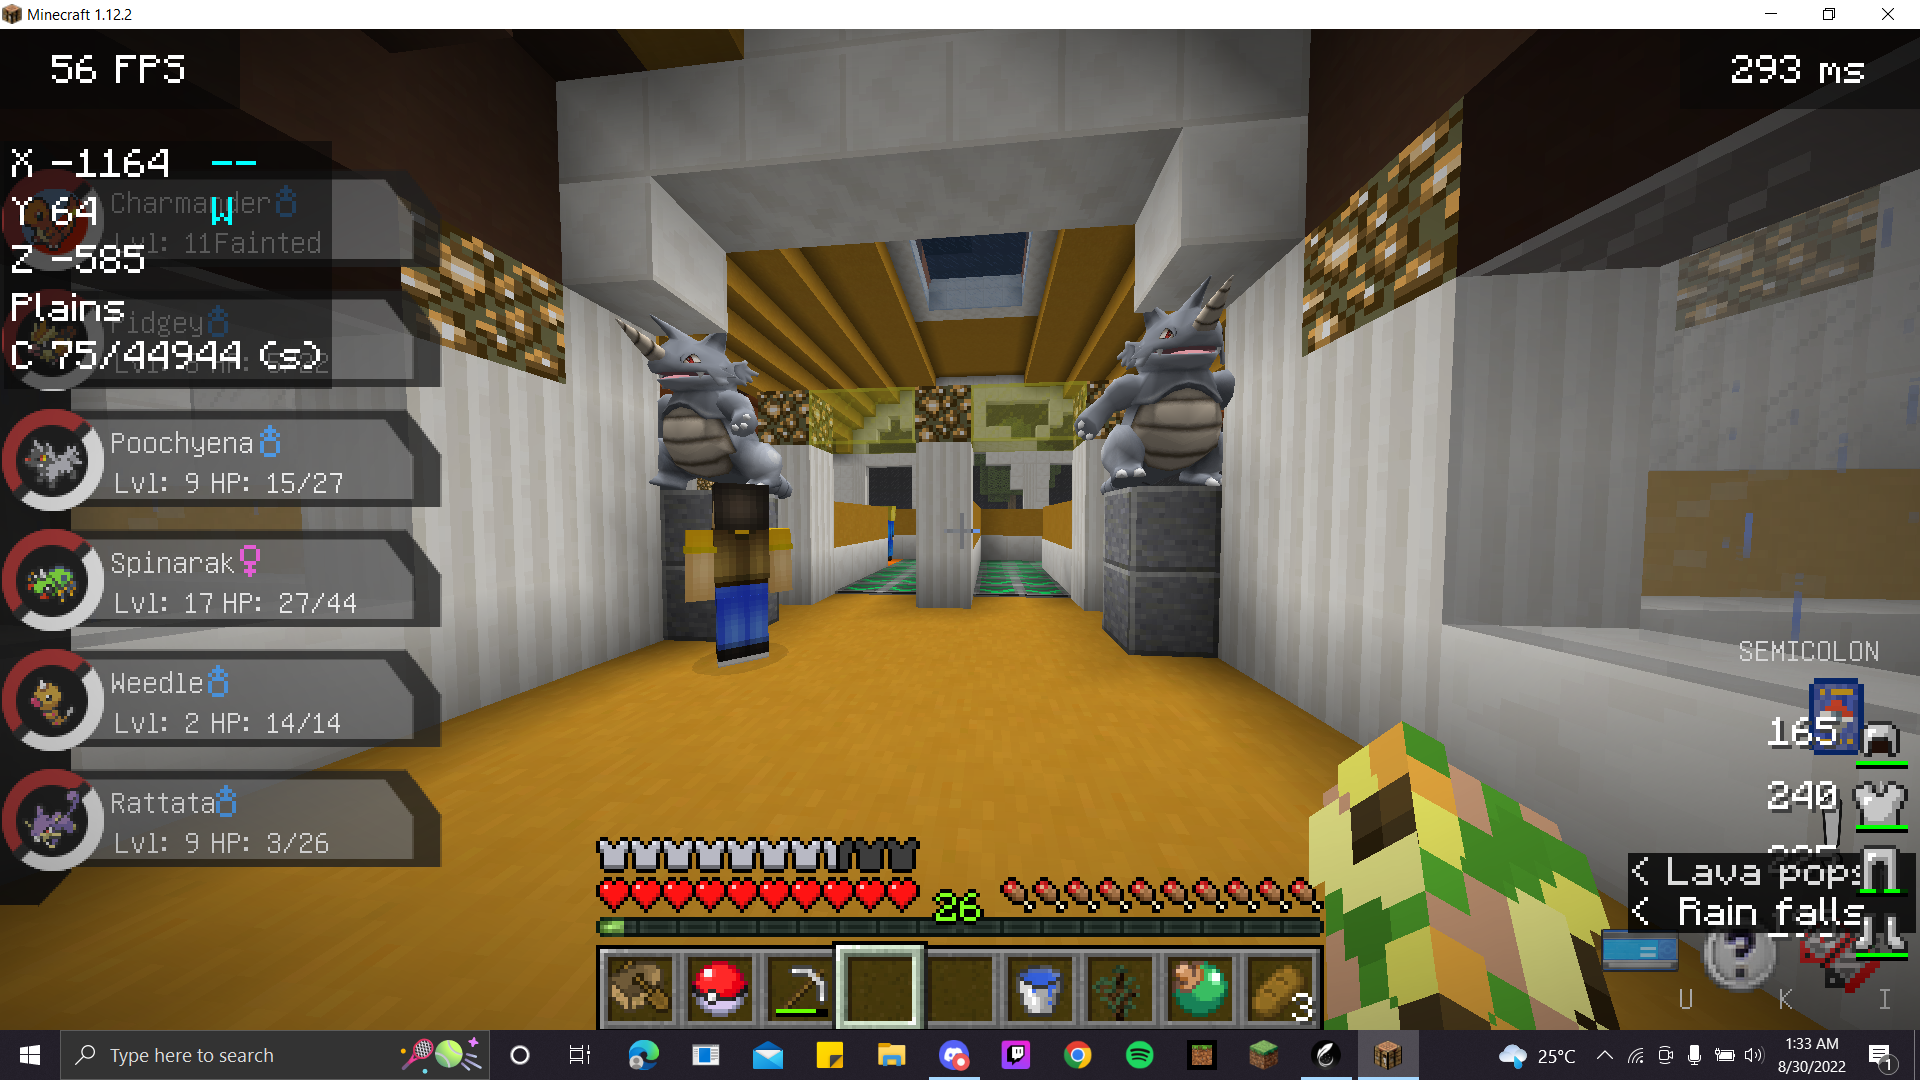 Minecraft 1.12.2
56 FPS
293 ms
X -1164 --
Charmander
Y 64 W
Lvl: 11 Fainted
Z -585
Plains
Pidgey
C: 75/44944 (s)
Poochyena
Lvl: 9 HP: 15/27
Spinarak
Lvl: 17 HP: 27/44
Weedle
Lvl: 2 HP: 14/14
Rattata
Lvl: 9 HP: 3/26
SEMICOLON
165
240
< Lava pops
< Rain falls
26
3
U K I
Type here to search
25°C
1:33 AM
8/30/2022
1